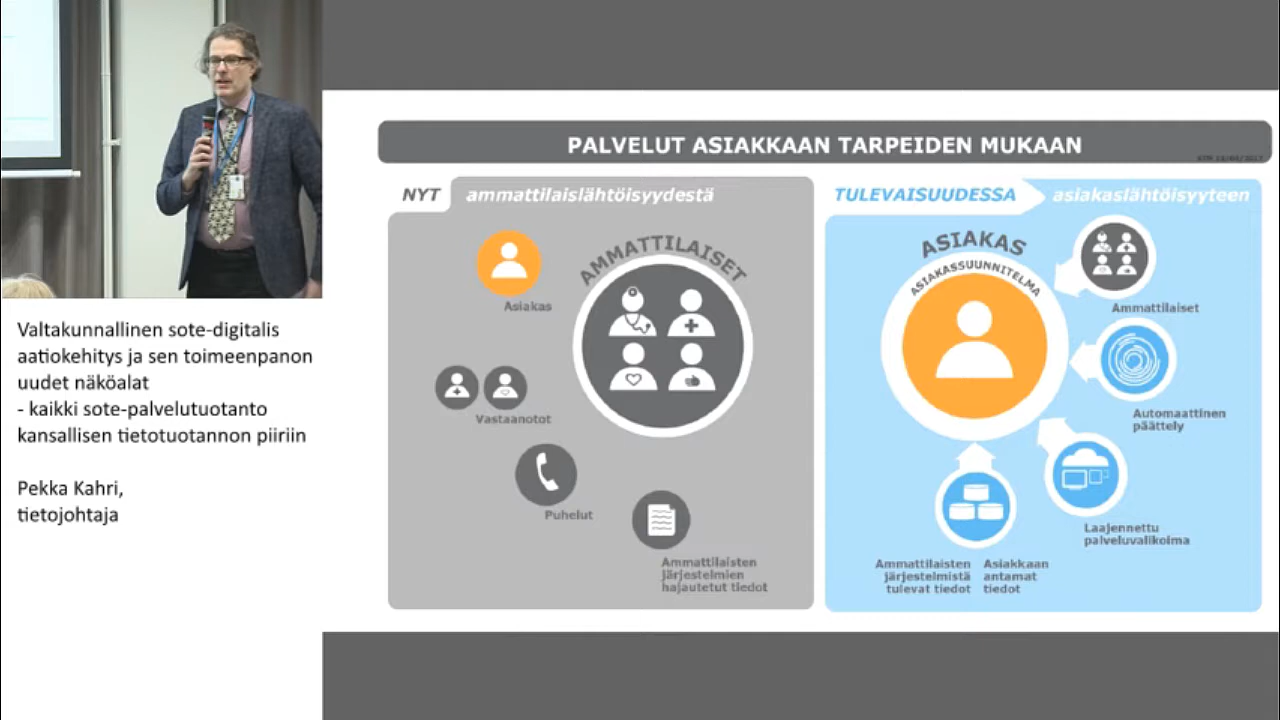 Valtakunnallinen sote-digitalis
aatiokehitys ja sen toimeenpanon
uudet näköalat
- kaikki sote-palvelutuotanto
kansallisen tietotuotannon piiriin
Pekka Kahri,
tietojohtaja
PALVELUT ASIAKKAAN TARPEIDEN MUKAAN
NYT ammattilaislähtöisyydestä
Asiakas
AMMATTILAISET
Vastaanotot
Puhelut
Ammattilaisten
järjestelmien
hajautetut tiedot
TULEVAISUUDESSA asiakaslähtöisyyteen
ASIAKAS
ASIAKASSUUNNITELMA
Ammattilaiset
Automaattinen
päättely
Laajennettu
palveluvalikoima
Ammattilaisten
järjestelmistä
tulevat tiedot
Asiakkaan
antamat
tiedot